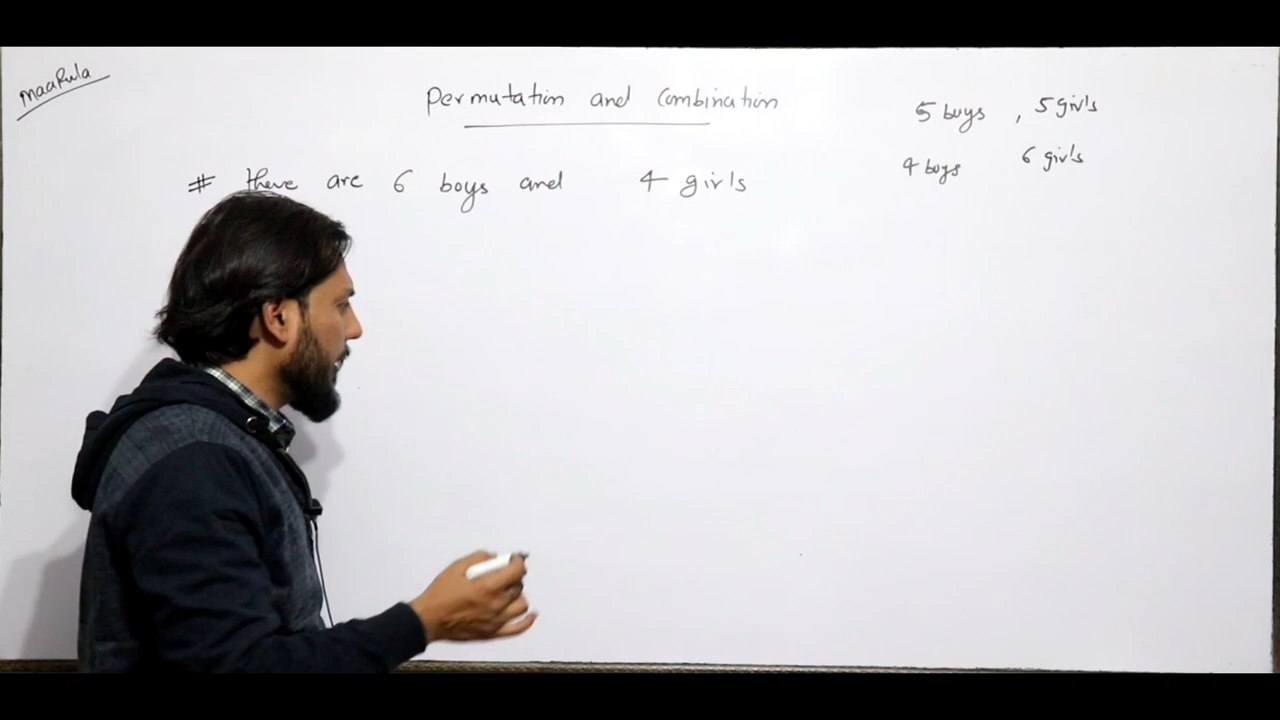 Maarula
Permutation and Combination
5 boys , 5 girls
4 boys 6 girls
# there are 6 boys and 4 girls